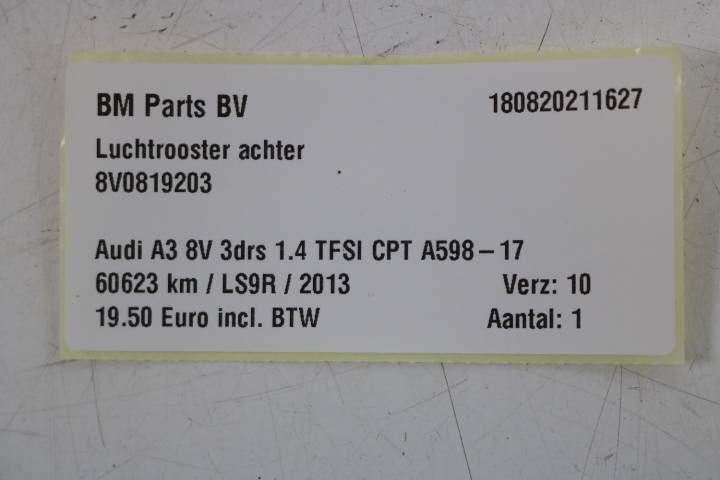 BM Parts BV 180820211627
Luchtrooster achter
8V0819203
Audi A3 8V 3drs 1.4 TFSI CPT A598-17
60623 km / LS9R / 2013 Verz: 10
19.50 Euro incl. BTW Aantal: 1